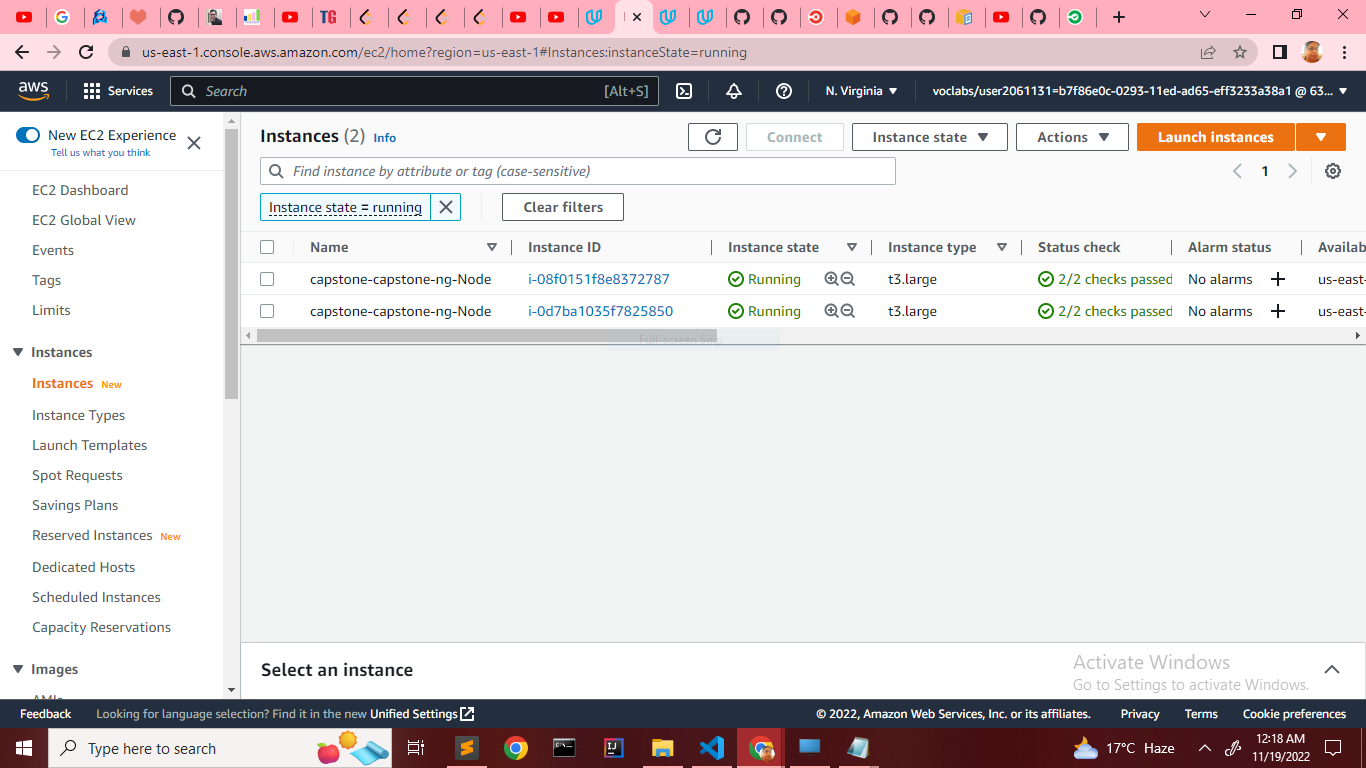 us-east-1.console.aws.amazon.com/ec2/home?region=us-east-1#Instances:instanceState=running
aws
Services
Search
[Alt+S]
N. Virginia
voclabs/user2061131=b7f86e0c-0293-11ed-ad65-eff3233a38a1 @ 63...
New EC2 Experience
Tell us what you think
EC2 Dashboard
EC2 Global View
Events
Tags
Limits
Instances
Instances New
Instance Types
Launch Templates
Spot Requests
Savings Plans
Reserved Instances New
Dedicated Hosts
Scheduled Instances
Capacity Reservations
Images
AMIs
Instances (2) Info
Connect
Instance state
Actions
Launch instances
Find instance by attribute or tag (case-sensitive)
1
Instance state = running
Clear filters
Name Instance ID Instance state Instance type Status check Alarm status Availab
capstone-capstone-ng-Node i-08f0151f8e8372787 Running t3.large 2/2 checks passed No alarms us-east-
capstone-capstone-ng-Node i-0d7ba1035f7825850 Running t3.large 2/2 checks passed No alarms us-east-
Full-screen Snip
Select an instance
Activate Windows
Go to Settings to activate Windows.
Feedback Looking for language selection? Find it in the new Unified Settings
© 2022, Amazon Web Services, Inc. or its affiliates. Privacy Terms Cookie preferences
Type here to search
17°C Haze
12:18 AM
11/19/2022